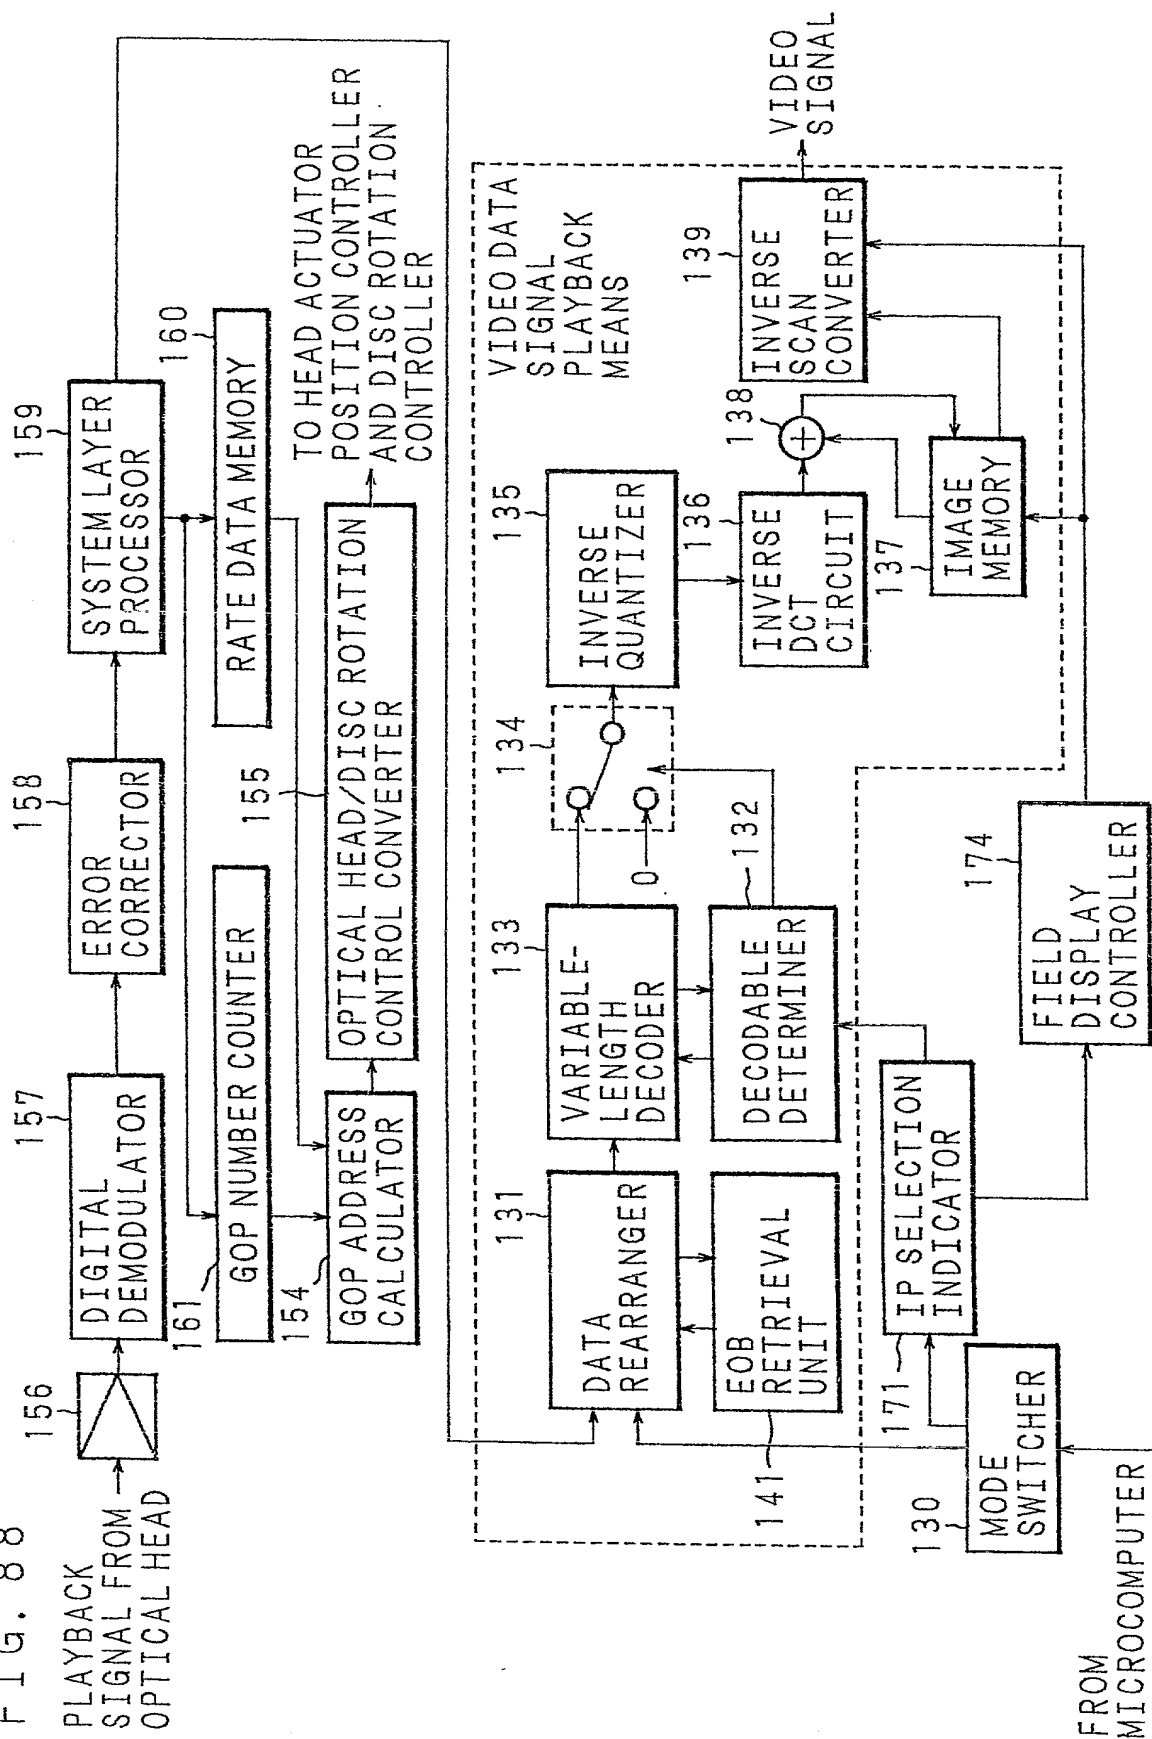 FIG. 88
PLAYBACK
SIGNAL FROM
OPTICAL HEAD
156
157
DIGITAL
DEMODULATOR
158
ERROR
CORRECTOR
159
SYSTEM LAYER
PROCESSOR
161
GOP NUMBER COUNTER
160
RATE DATA MEMORY
154
GOP ADDRESS
CALCULATOR
155
OPTICAL HEAD/DISC ROTATION
CONTROL CONVERTER
TO HEAD ACTUATOR
POSITION CONTROLLER
AND DISC ROTATION
CONTROLLER
VIDEO DATA
SIGNAL
PLAYBACK
MEANS
131
DATA
REARRANGER
133
VARIABLE-
LENGTH
DECODER
134
0
135
INVERSE
QUANTIZER
141
EOB
RETRIEVAL
UNIT
132
DECODABLE
DETERMINER
136
INVERSE
DCT
CIRCUIT
138
+
139
INVERSE
SCAN
CONVERTER
VIDEO
SIGNAL
137
IMAGE
MEMORY
171
IP SELECTION
INDICATOR
130
MODE
SWITCHER
174
FIELD
DISPLAY
CONTROLLER
FROM
MICROCOMPUTER